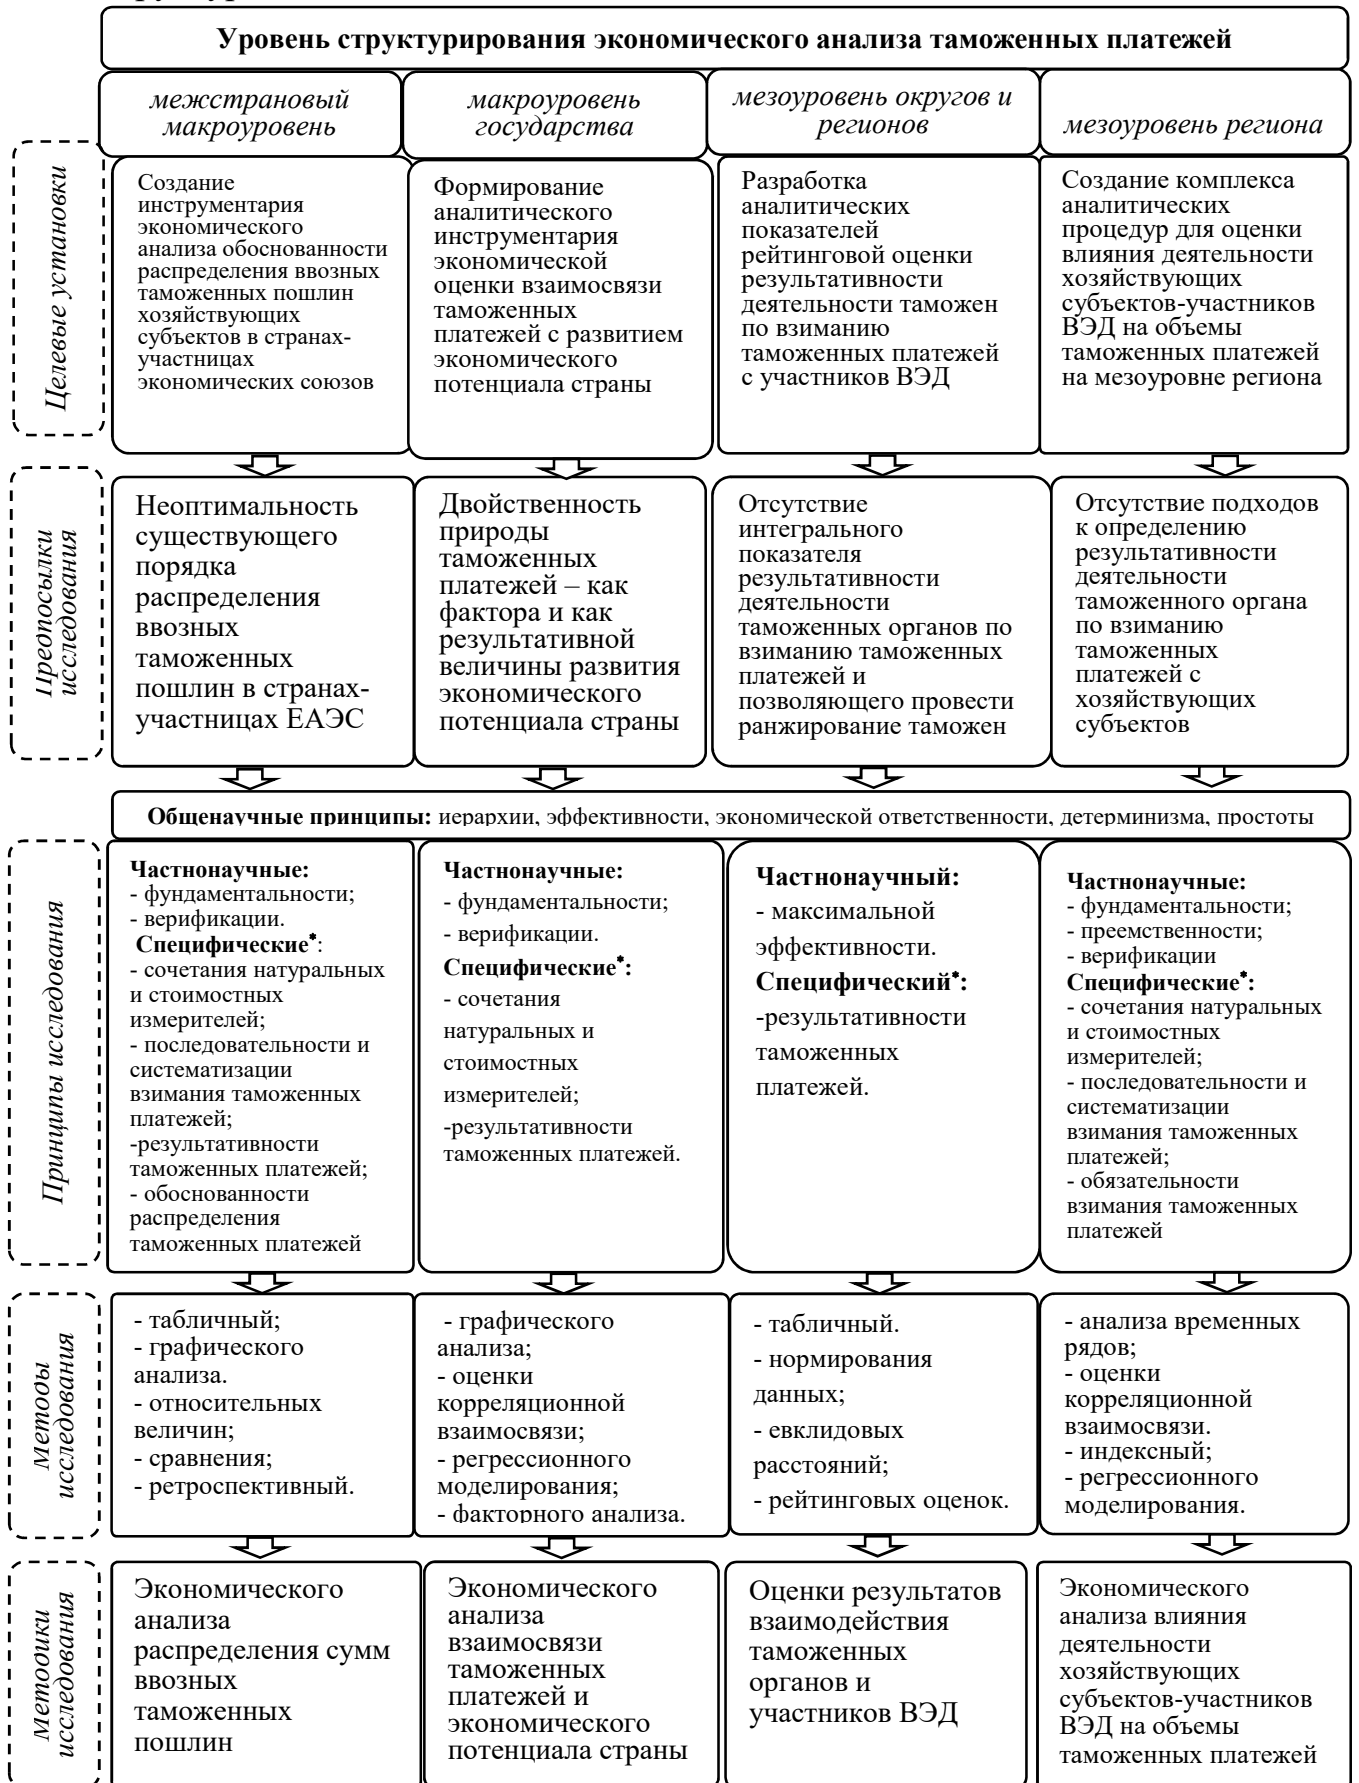 Уровень структурирования экономического анализа таможенных платежей
межстрановый
макроуровень
макроуровень
государства
мезоуровень округов и
регионов
мезоуровень региона
Целевые установки
Создание
инструментария
экономического
анализа обоснованности
распределения ввозных
таможенных пошлин
хозяйствующих
субъектов в странах-
участницах
экономических союзов
Формирование
аналитического
инструментария
экономической
оценки взаимосвязи
таможенных
платежей с развитием
экономического
потенциала страны
Разработка
аналитических
показателей
рейтинговой оценки
результативности
деятельности таможен
по взиманию
таможенных платежей
с участников ВЭД
Создание комплекса
аналитических
процедур для оценки
влияния деятельности
хозяйствующих
субъектов-участников
ВЭД на объемы
таможенных платежей
на мезоуровне региона
Предпосылки
исследования
Неоптимальность
существующего
порядка
распределения
ввозных
таможенных
пошлин в странах-
участницах ЕАЭС
Двойственность
природы
таможенных
платежей – как
фактора и как
результативной
величины развития
экономического
потенциала страны
Отсутствие
интегрального
показателя
результативности
деятельности
таможенных органов по
взиманию таможенных
платежей и
позволяющего провести
ранжирование таможен
Отсутствие подходов
к определению
результативности
деятельности
таможенного органа
по взиманию
таможенных
платежей с
хозяйствующих
субъектов
Общенаучные принципы: иерархии, эффективности, экономической ответственности, детерминизма, простоты
Принципы исследования
Частнонаучные:
- фундаментальности;
- верификации.
Специфические*:
- сочетания натуральных
и стоимостных
измерителей;
- последовательности и
систематизации
взимания таможенных
платежей;
-результативности
таможенных платежей;
- обоснованности
распределения
таможенных платежей
Частнонаучные:
- фундаментальности;
- верификации.
Специфические*:
- сочетания
натуральных и
стоимостных
измерителей;
-результативности
таможенных платежей.
Частнонаучный:
- максимальной
эффективности.
Специфический*:
-результативности
таможенных
платежей.
Частнонаучные:
- фундаментальности;
- преемственности;
- верификации
Специфические*:
- сочетания натуральных
и стоимостных
измерителей;
- последовательности и
систематизации
взимания таможенных
платежей;
- обязательности
взимания таможенных
платежей
Методы
исследования
- табличный;
- графического
анализа.
- относительных
величин;
- сравнения;
- ретроспективный.
- графического
анализа;
- оценки
корреляционной
взаимосвязи;
- регрессионного
моделирования;
- факторного анализа.
- табличный.
- нормирования
данных;
- евклидовых
расстояний;
- рейтинговых оценок.
- анализа временных
рядов;
- оценки
корреляционной
взаимосвязи.
- индексный;
- регрессионного
моделирования.
Методики
исследования
Экономического
анализа
распределения сумм
ввозных
таможенных
пошлин
Экономического
анализа
взаимосвязи
таможенных
платежей и
экономического
потенциала страны
Оценки результатов
взаимодействия
таможенных
органов и
участников ВЭД
Экономического
анализа влияния
деятельности
хозяйствующих
субъектов-участников
ВЭД на объемы
таможенных платежей